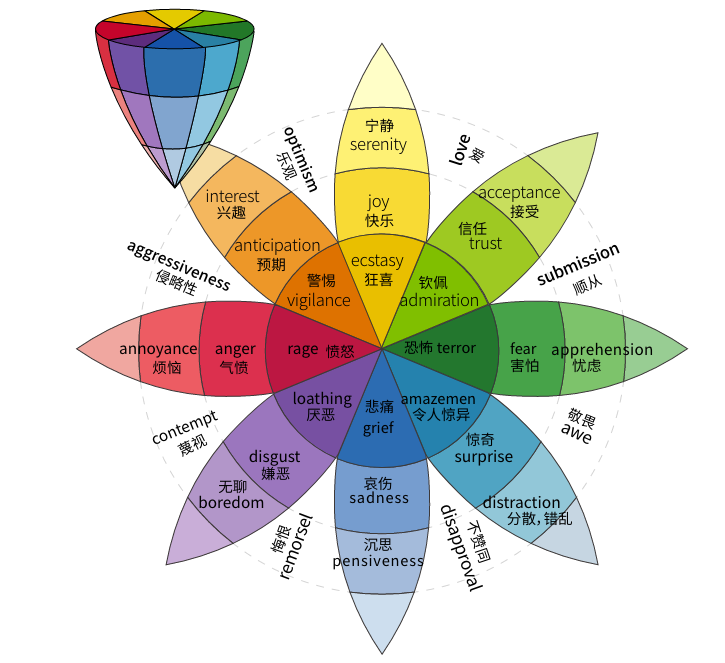 宁静
serenity
joy
快乐
ecstasy
狂喜
love
爱
acceptance
接受
信任
trust
钦佩
admiration
submission
顺从
恐怖 terror
fear
害怕
apprehension
忧虑
敬畏
awe
amazemen
令人惊异
惊奇
surprise
distraction
分散, 错乱
不赞同
disapproval
悲痛
grief
哀伤
sadness
沉思
pensiveness
悔恨
remorsel
loathing
厌恶
disgust
嫌恶
无聊
boredom
contempt
蔑视
rage 愤怒
anger
气愤
annoyance
烦恼
aggressiveness
侵略性
警惕
vigilance
anticipation
预期
interest
兴趣
optimism
乐观